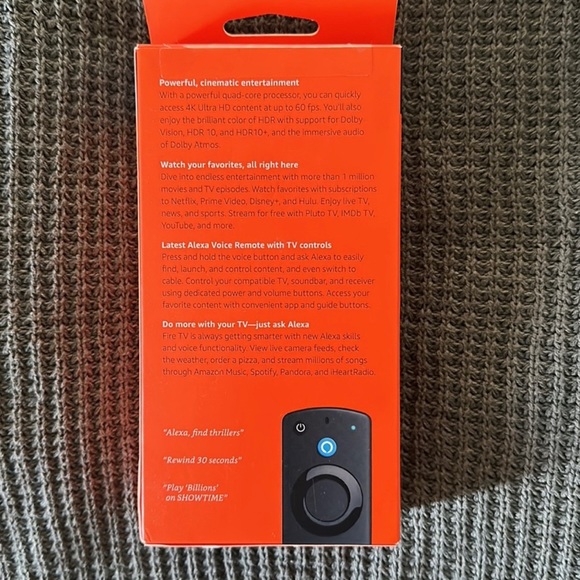 Powerful, cinematic entertainment
With a powerful quad-core processor, you can quickly
access 4K Ultra HD content at up to 60 fps. You'll also
enjoy the brilliant color of HDR with support for Dolby
Vision, HDR 10, and HDR10+, and the immersive audio
of Dolby Atmos.
Watch your favorites, all right here
Dive into endless entertainment with more than 1 million
movies and TV episodes. Watch favorites with subscriptions
to Netflix, Prime Video, Disney+, and Hulu. Enjoy live TV,
news, and sports. Stream for free with Pluto TV, IMDb TV,
YouTube, and more.
Latest Alexa Voice Remote with TV controls
Press and hold the voice button and ask Alexa to easily
find, launch, and control content, and even switch to
cable. Control your compatible TV, soundbar, and receiver
using dedicated power and volume buttons. Access your
favorite content with convenient app and guide buttons.
Do more with your TV—just ask Alexa
Fire TV is always getting smarter with new Alexa skills
and voice functionality. View live camera feeds, check
the weather, order a pizza, and stream millions of songs
through Amazon Music, Spotify, Pandora, and iHeartRadio.
"Alexa, find thrillers"
"Rewind 30 seconds"
"Play 'Billions'
on SHOWTIME"